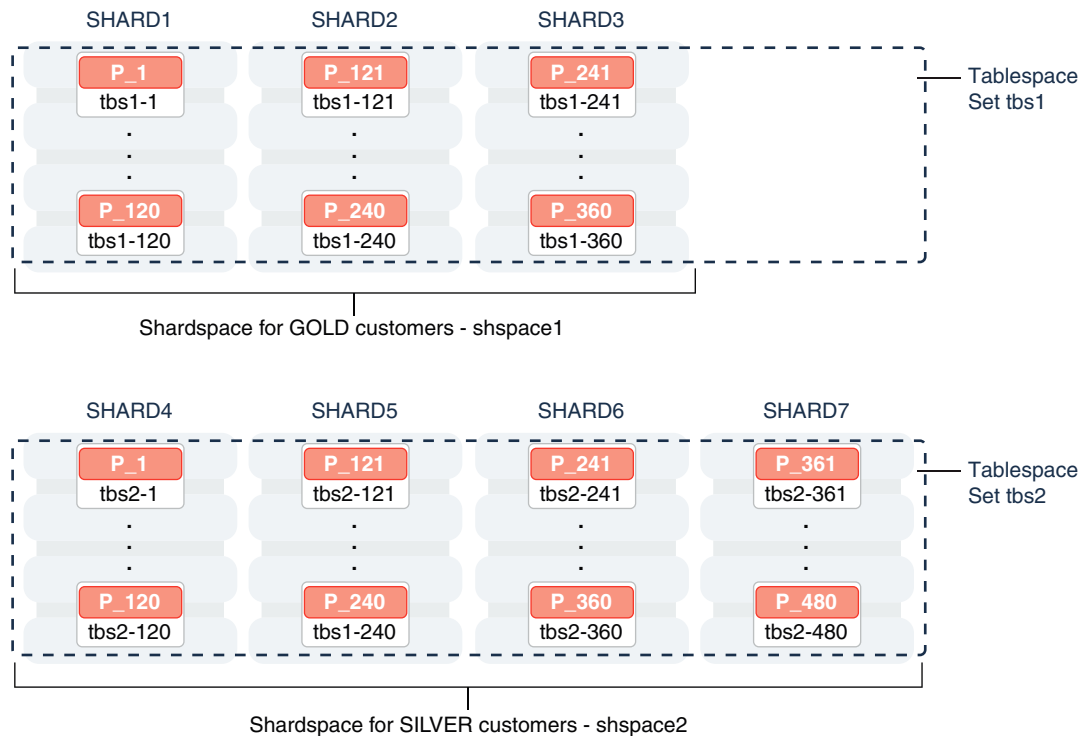 SHARD1 SHARD2 SHARD3
P_1 P_121 P_241
tbs1-1 tbs1-121 tbs1-241
Tablespace
Set tbs1
. . .
. . .
. . .
P_120 P_240 P_360
tbs1-120 tbs1-240 tbs1-360
Shardspace for GOLD customers - shspace1
SHARD4 SHARD5 SHARD6 SHARD7
P_1 P_121 P_241 P_361
tbs2-1 tbs2-121 tbs2-241 tbs2-361
Tablespace
Set tbs2
. . . .
. . . .
. . . .
P_120 P_240 P_360 P_480
tbs2-120 tbs1-240 tbs2-360 tbs2-480
Shardspace for SILVER customers - shspace2